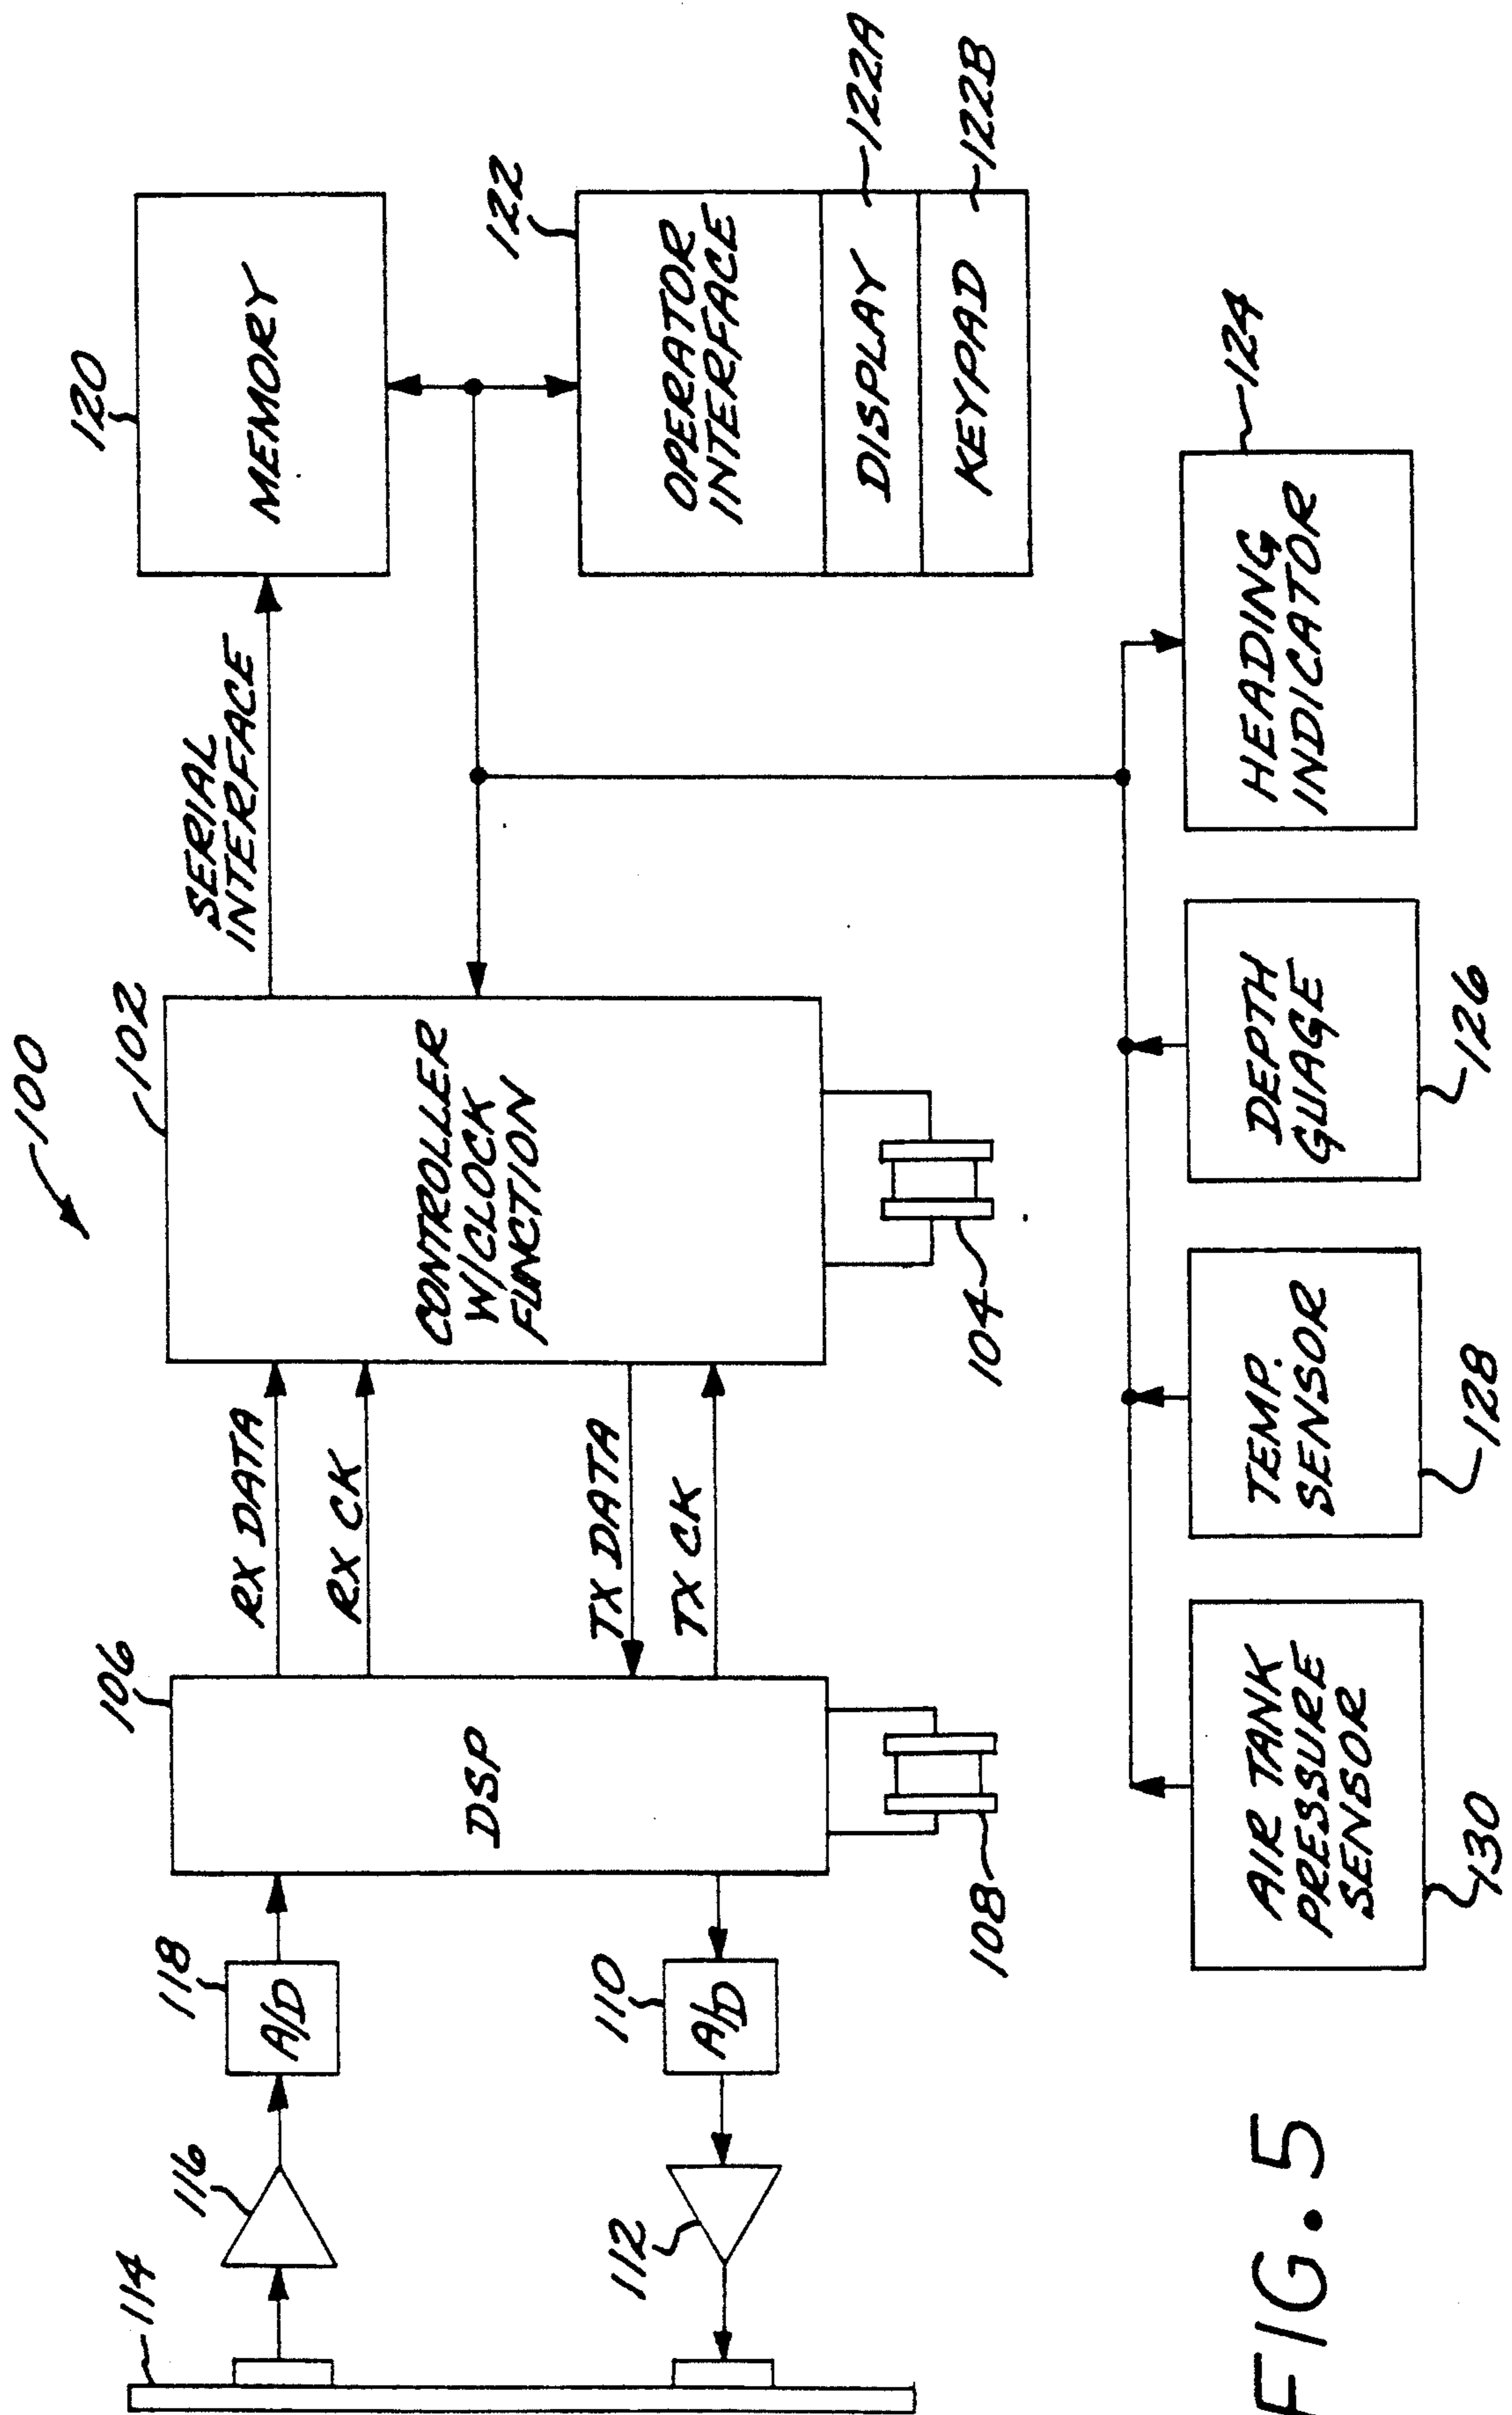 100
114
116
118
A/D
106
DSP
RX DATA
RX CK
TX DATA
TX CK
102
CONTROLLER
W/CLOCK
FUNCTION
SERIAL
INTERFACE
120
MEMORY
122
OPERATOR
INTERFACE
DISPLAY
122A
KEYPAD
122B
112
110
A/D
108
104
AIR TANK
PRESSURE
SENSOR
130
TEMP.
SENSOR
128
DEPTH
GUAGE
126
HEADING
INDICATOR
124
FIG. 5